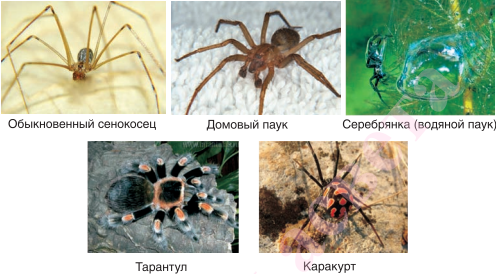 Обыкновенный сенокосец
Домовый паук
Серебрянка (водяной паук)
Тарантул
Каракурт